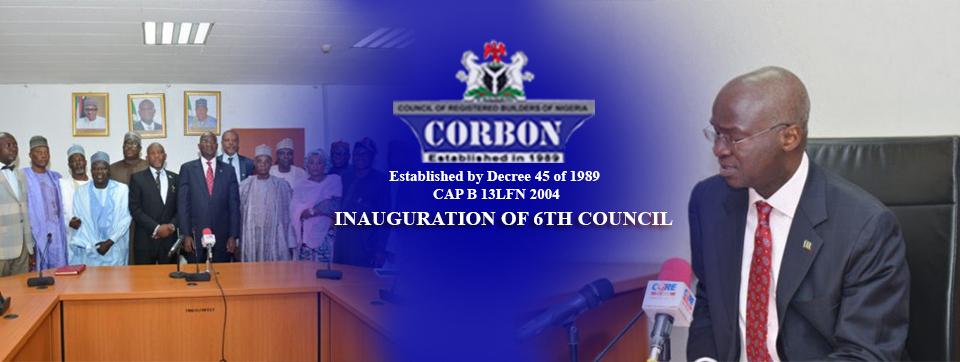 COUNCIL OF REGISTERED BUILDERS OF NIGERIA
CORBON
Established in 1989
Established by Decree 45 of 1989
CAP B 13LFN 2004
INAUGURATION OF 6TH COUNCIL